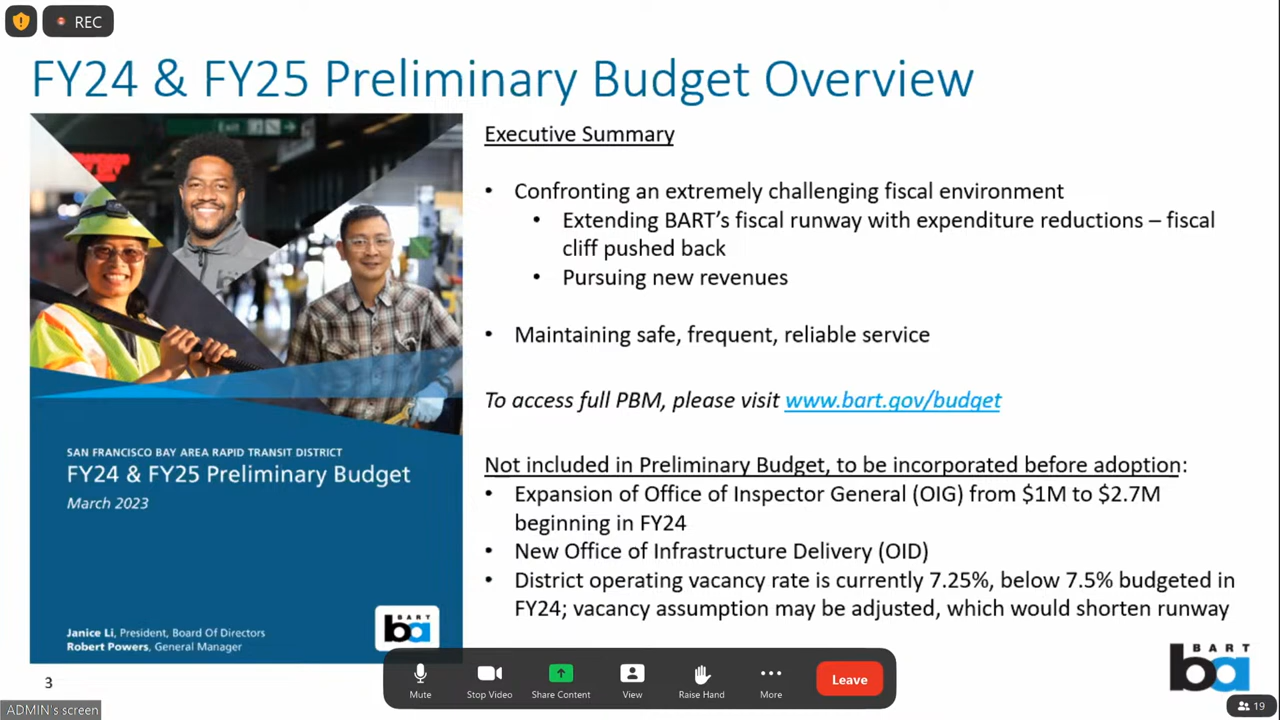 REC
FY24 & FY25 Preliminary Budget Overview
Exit
Executive Summary
• Confronting an extremely challenging fiscal environment
• Extending BART's fiscal runway with expenditure reductions – fiscal
cliff pushed back
• Pursuing new revenues
• Maintaining safe, frequent, reliable service
To access full PBM, please visit www.bart.gov/budget
SAN FRANCISCO BAY AREA RAPID TRANSIT DISTRICT
FY24 & FY25 Preliminary Budget
March 2023
Not included in Preliminary Budget, to be incorporated before adoption:
• Expansion of Office of Inspector General (OIG) from $1M to $2.7M
beginning in FY24
• New Office of Infrastructure Delivery (OID)
• District operating vacancy rate is currently 7.25%, below 7.5% budgeted in
FY24; vacancy assumption may be adjusted, which would shorten runway
Janice Li, President, Board Of Directors
Robert Powers, General Manager
BART
ba
BART
ba
3
Mute
Stop Video
Share Content
View
Raise Hand
More
Leave
ADMIN's screen
19